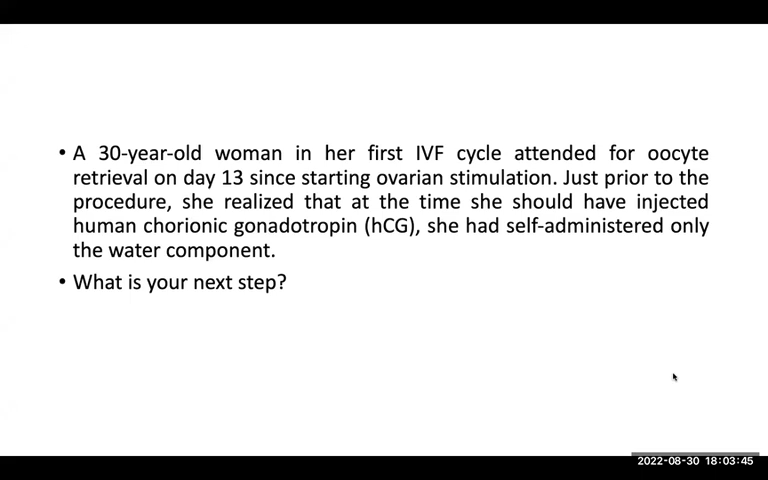 • A 30-year-old woman in her first IVF cycle attended for oocyte
retrieval on day 13 since starting ovarian stimulation. Just prior to the
procedure, she realized that at the time she should have injected
human chorionic gonadotropin (hCG), she had self-administered only
the water component.
• What is your next step?
2022-08-30 18:03:45